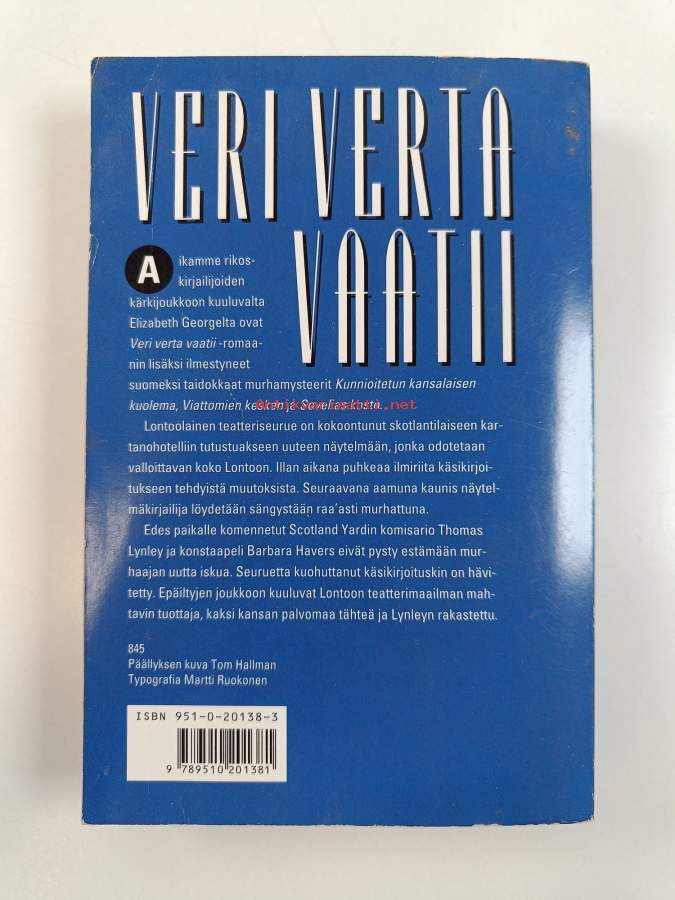 VERI VERTA
VAATII
Aikamme rikos-
kirjailijoiden
kärkijoukkoon kuuluvalta
Elizabeth Georgelta ovat
Veri verta vaatii -romaa-
nin lisäksi ilmestyneet
suomeksi taidokkaat murhamysteerit Kunnioitetun kansalaisen
kuolema, Viattomien
Antikvariaatti.net
Lontoolainen teatteriseurue on kokoontunut skotlantilaiseen kar-
tanohotelliin tutustuakseen uuteen näytelmään, jonka odotetaan
valloittavan koko Lontoon. Illan aikana puhkeaa ilmiriita käsikirjoi-
tukseen tehdyistä muutoksista. Seuraavana aamuna kaunis näytel-
mäkirjailija löydetään sängystään raa'asti murhattuna.
Edes paikalle komennetut Scotland Yardin komisario Thomas
Lynley ja konstaapeli Barbara Havers eivät pysty estämään mur-
haajan uutta iskua. Seuruetta kuohuttanut käsikirjoituskin on hävi-
tetty. Epäiltyjen joukkoon kuuluvat Lontoon teatterimaailman mah-
tavin tuottaja, kaksi kansan palvomaa tähteä ja Lynleyn rakastettu.
845
Päällyksen kuva Tom Hallman
Typografia Martti Ruokonen
ISBN 951-0-20138-3
9 789510 201381